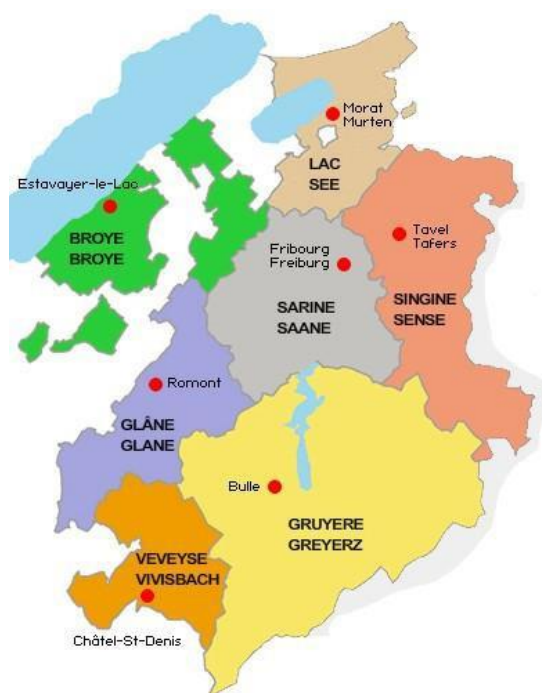 Morat
Murten
LAC
SEE
Estavayer-le-Lac
BROYE
BROYE
Tavel
Tafers
Fribourg
Freiburg
SINGINE
SENSE
SARINE
SAANE
Romont
GLÂNE
GLANE
Bulle
GRUYERE
GREYERZ
VEVEYSE
VIVISBACH
Châtel-St-Denis